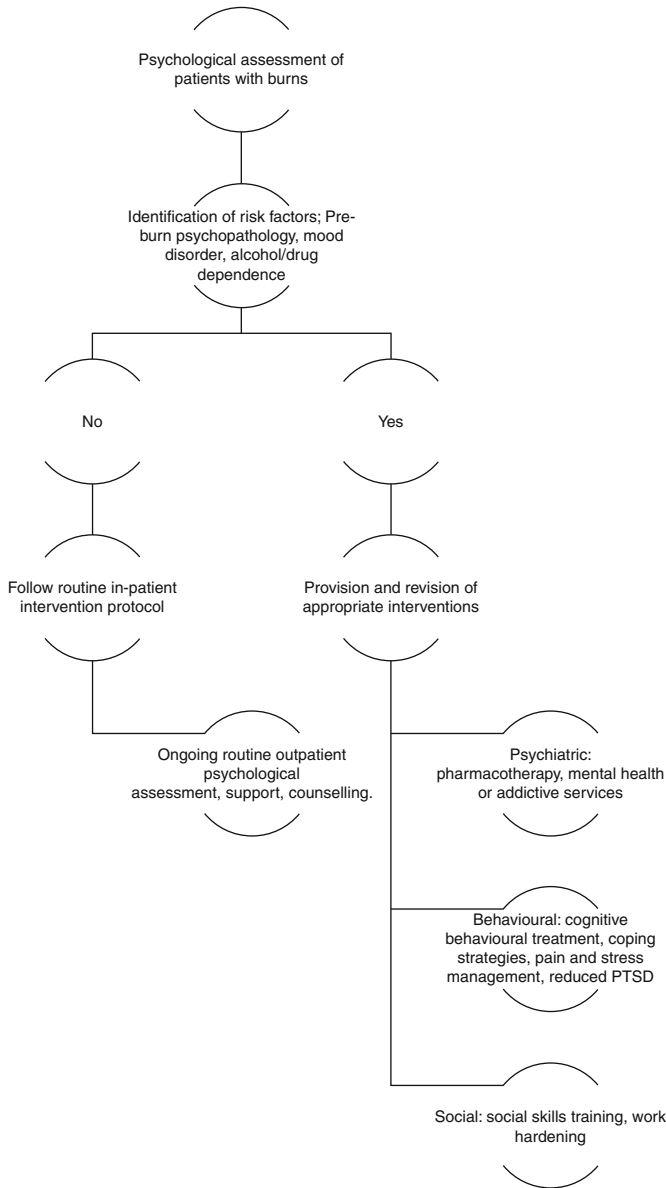 Psychological assessment of
patients with burns
Identification of risk factors; Pre-
burn psychopathology, mood
disorder, alcohol/drug
dependence
No
Yes
Follow routine in-patient
intervention protocol
Provision and revision of
appropriate interventions
Ongoing routine outpatient
psychological
assessment, support, counselling.
Psychiatric:
pharmacotherapy, mental health
or addictive services
Behavioural: cognitive
behavioural treatment, coping
strategies, pain and stress
management, reduced PTSD
Social: social skills training, work
hardening